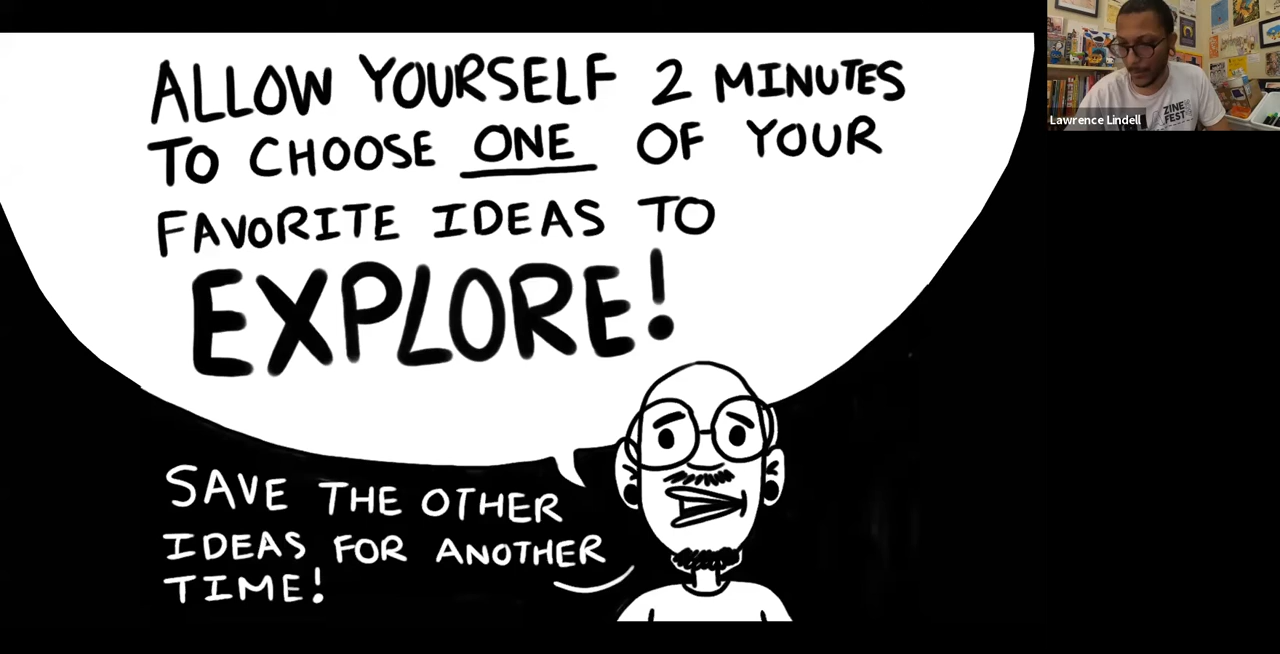 ALLOW YOURSELF 2 MINUTES
TO CHOOSE ONE OF YOUR
FAVORITE IDEAS TO
EXPLORE!
SAVE THE OTHER
IDEAS FOR ANOTHER
TIME!
Lawrence Lindell
ZINE
FEST